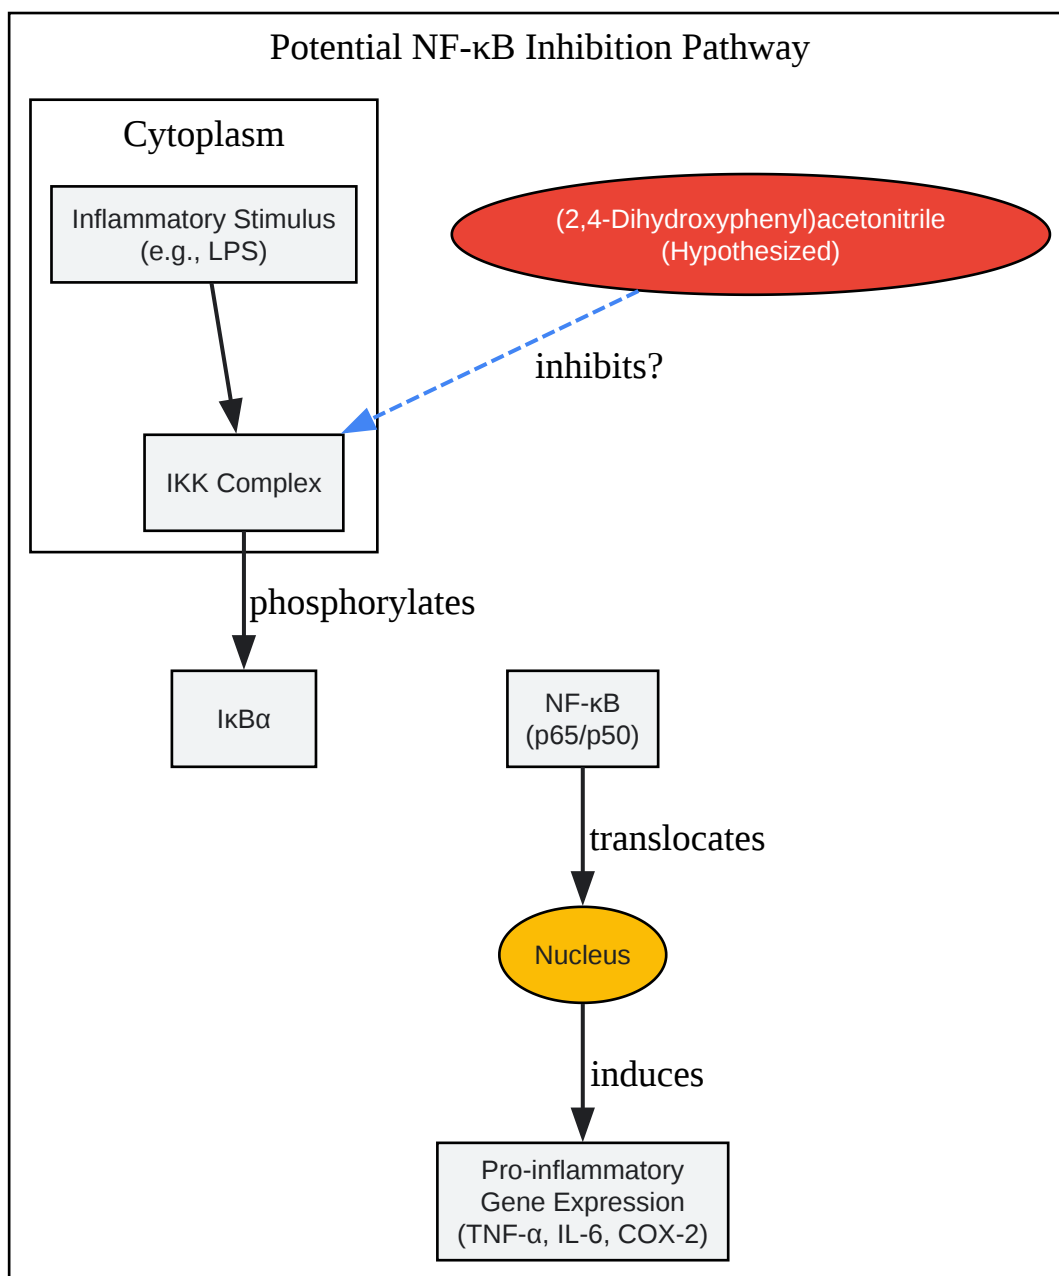 Potential NF-κB Inhibition Pathway
Cytoplasm
Inflammatory Stimulus
(e.g., LPS)
(2,4-Dihydroxyphenyl)acetonitrile
(Hypothesized)
inhibits?
IKK Complex
phosphorylates
IκBα
NF-κB
(p65/p50)
translocates
Nucleus
induces
Pro-inflammatory
Gene Expression
(TNF-α, IL-6, COX-2)